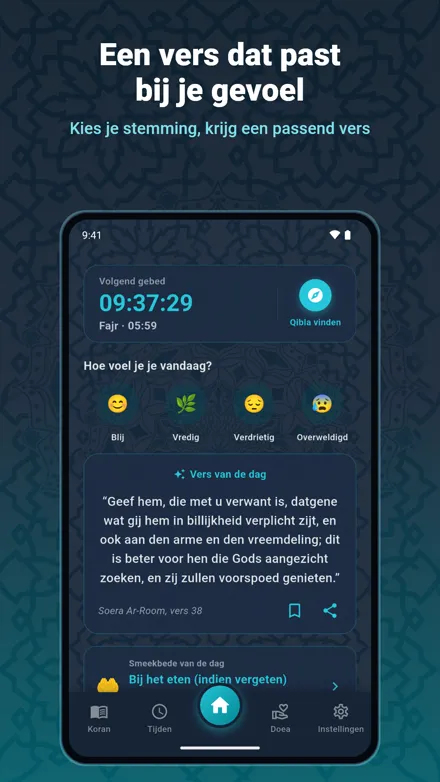 Een vers dat past
bij je gevoel
Kies je stemming, krijg een passend vers
9:41
Volgend gebed
09:37:29
Fajr · 05:59
Qibla vinden
Hoe voel je je vandaag?
Blij
Vredig
Verdrietig
Overweldigd
Vers van de dag
“Geef hem, die met u verwant is, datgene
wat gij hem in billijkheid verplicht zijt, en
ook aan den arme en den vreemdeling; dit
is beter voor hen die Gods aangezicht
zoeken, en zij zullen voorspoed genieten.”
Soera Ar-Room, vers 38
Smeekbede van de dag
Bij het eten (indien vergeten)
Koran
Tijden
Doea
Instellingen